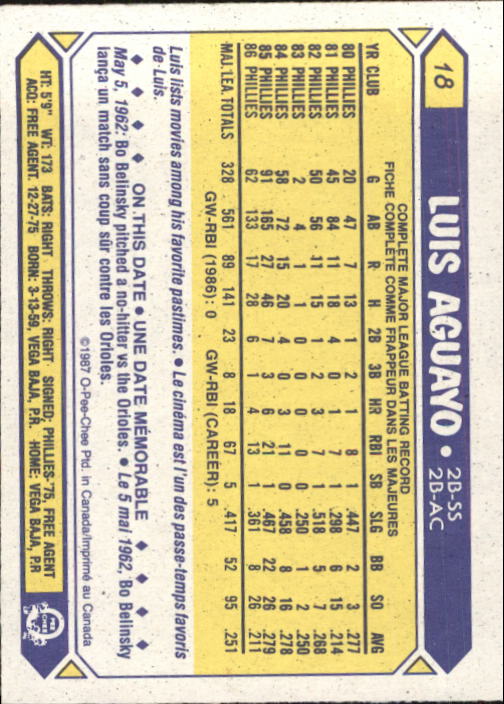 18
LUIS AGUAYO • 2B-SS
2B-AC
COMPLETE MAJOR LEAGUE BATTING RECORD
FICHE COMPLÈTE COMME FRAPPEUR DANS LES MAJEURES
YR CLUB G AB R H 2B 3B HR RBI SB SLG BB SO AVG
80 PHILLIES 20 47 7 13 1 2 1 8 1 .447 2 3 .277
81 PHILLIES 45 84 11 18 4 0 1 7 1 .298 6 15 .214
82 PHILLIES 50 56 11 15 1 2 3 7 1 .518 5 7 .268
83 PHILLIES 2 4 1 1 0 0 0 0 0 .250 1 2 .250
84 PHILLIES 58 72 15 20 4 0 3 11 0 .458 8 16 .278
85 PHILLIES 91 165 27 46 7 3 6 21 1 .467 22 26 .279
86 PHILLIES 62 133 17 28 6 1 4 13 1 .361 8 26 .211
MAJ. LEA. TOTALS 328 561 89 141 23 8 18 67 5 .417 52 95 .251
GW-RBI (1986): 0 GW-RBI (CAREER): 5
Luis lists movies among his favorite pastimes. • Le cinéma est l'un des passe-temps favoris
de Luis.
ON THIS DATE • UNE DATE MÉMORABLE
May 5, 1962: Bo Belinsky pitched a no-hitter vs the Orioles. • Le 5 mai, 1962, Bo Belinsky
lança un match sans coup sûr contre les Orioles.
©1987 O-Pee-Chee Ptd. in Canada/Imprimé au Canada
HT: 5'9" WT: 173 BATS: RIGHT THROWS: RIGHT SIGNED: PHILLIES-'75, FREE AGENT
ACQ: FREE AGENT, 12-27-75 BORN: 3-13-59, VEGA BAJA, P.R. HOME: VEGA BAJA, P.R
O PEE CHEE